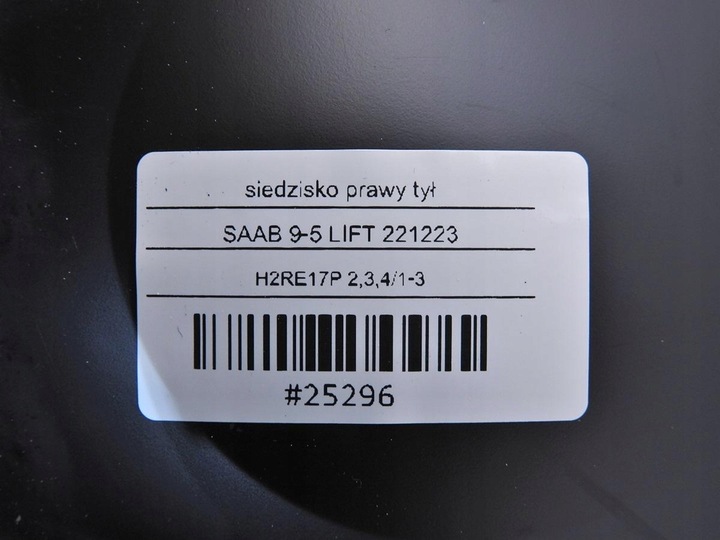 siedzisko prawy tył
SAAB 9-5 LIFT 221223
H2RE17P 2,3,4/1-3
#25296